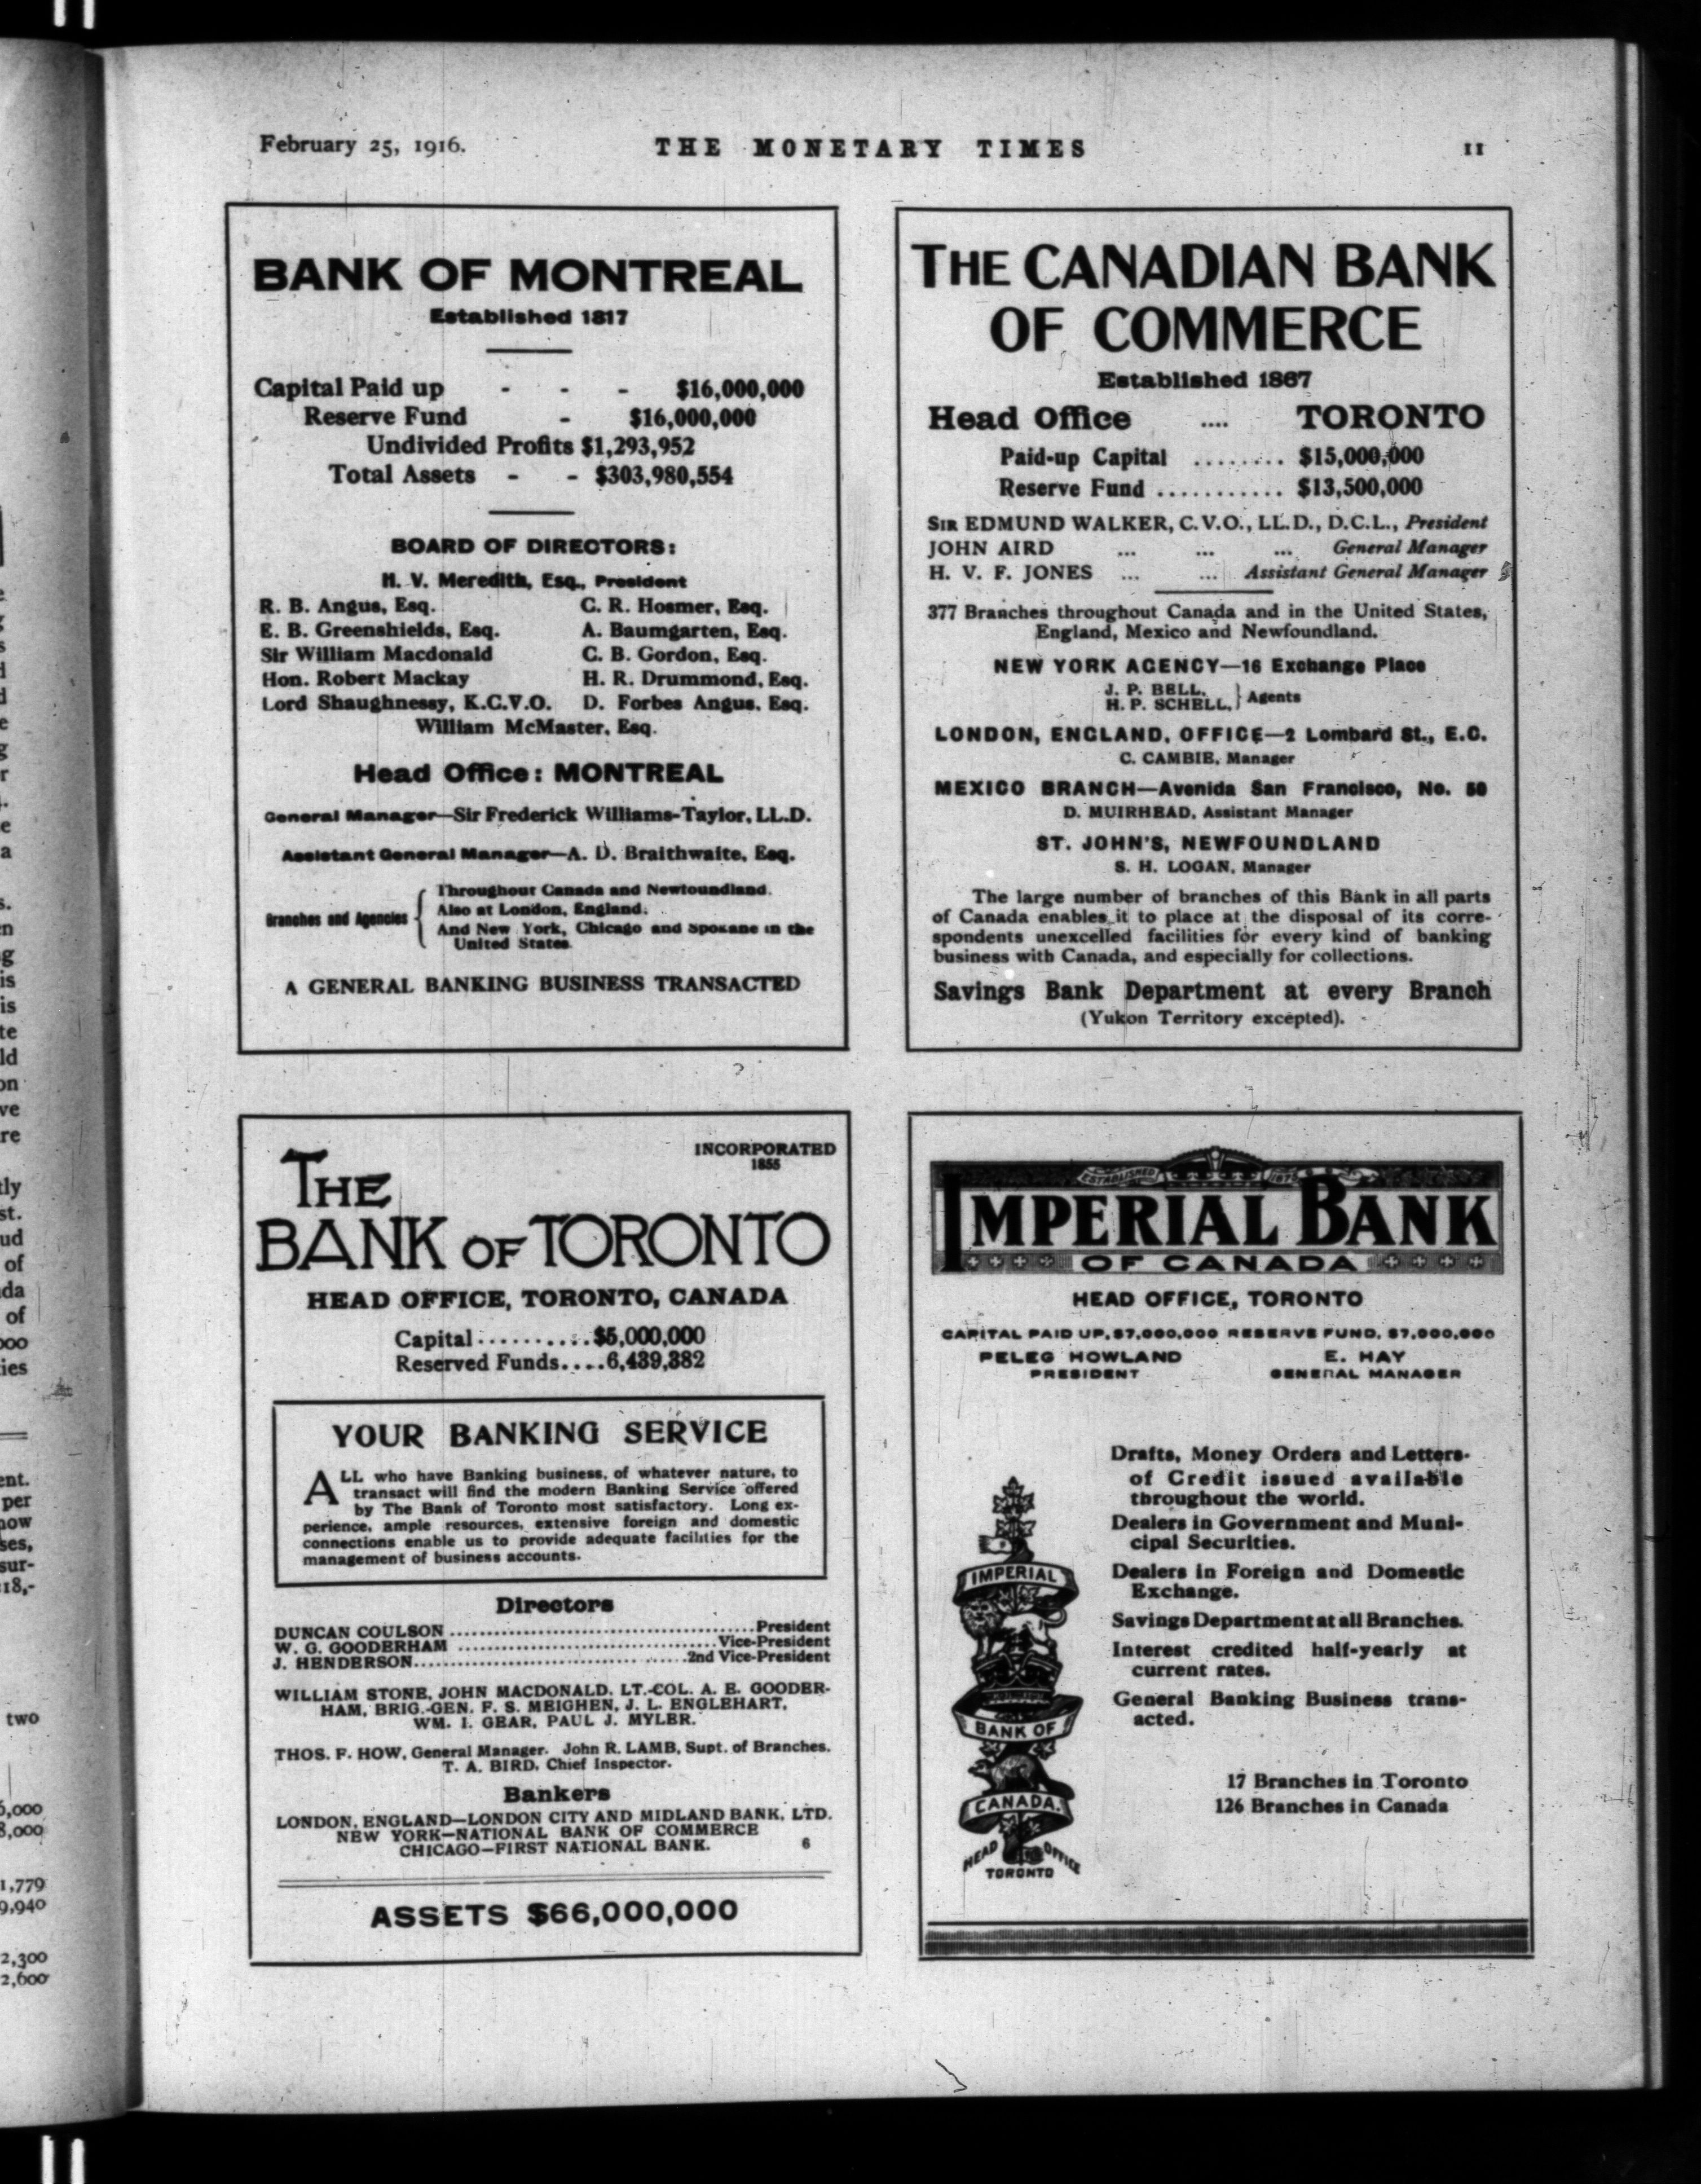 February 25, 1916.
THE MONETARY TIMES
11
BANK OF MONTREAL
Established 1817
Capital Paid up - - - $16,000,000
Reserve Fund - $16,000,000
Undivided Profits $1,293,952
Total Assets - - $303,980,554
BOARD OF DIRECTORS:
H. V. Meredith, Esq., President
R. B. Angus, Esq. C. R. Hosmer, Esq.
E. B. Greenshields, Esq. A. Baumgarten, Esq.
Sir William Macdonald C. B. Gordon, Esq.
Hon. Robert Mackay H. R. Drummond, Esq.
Lord Shaughnessy, K.C.V.O. D. Forbes Angus, Esq.
William McMaster, Esq.
Head Office: MONTREAL
General Manager—Sir Frederick Williams-Taylor, LL.D.
Assistant General Manager—A. D. Braithwaite, Esq.
Branches and Agencies
Throughout Canada and Newfoundland.
Also at London, England.
And New York, Chicago and Spokane in the
United States.
A GENERAL BANKING BUSINESS TRANSACTED
THE CANADIAN BANK
OF COMMERCE
Established 1867
Head Office .... TORONTO
Paid-up Capital ........ $15,000,000
Reserve Fund ........... $13,500,000
SIR EDMUND WALKER, C.V.O., LL.D., D.C.L., President
JOHN AIRD ... ... ... General Manager
H. V. F. JONES ... ... Assistant General Manager
377 Branches throughout Canada and in the United States,
England, Mexico and Newfoundland.
NEW YORK AGENCY—16 Exchange Place
J. P. BELL,
H. P. SCHELL, } Agents
LONDON, ENGLAND, OFFICE—2 Lombard St., E.C.
C. CAMBIE, Manager
MEXICO BRANCH—Avenida San Francisco, No. 50
D. MUIRHEAD, Assistant Manager
ST. JOHN'S, NEWFOUNDLAND
S. H. LOGAN, Manager
The large number of branches of this Bank in all parts
of Canada enables it to place at the disposal of its corre-
spondents unexcelled facilities for every kind of banking
business with Canada, and especially for collections.
Savings Bank Department at every Branch
(Yukon Territory excepted).
INCORPORATED
1855
THE
BANK OF TORONTO
HEAD OFFICE, TORONTO, CANADA
Capital..........$5,000,000
Reserved Funds....6,439,382
YOUR BANKING SERVICE
ALL who have Banking business, of whatever nature, to
transact will find the modern Banking Service offered
by The Bank of Toronto most satisfactory. Long ex-
perience, ample resources, extensive foreign and domestic
connections enable us to provide adequate facilities for the
management of business accounts.
Directors
DUNCAN COULSON ........ President
W. G. GOODERHAM ........ Vice-President
J. HENDERSON ........ 2nd Vice-President
WILLIAM STONE, JOHN MACDONALD, LT.-COL. A. E. GOODER-
HAM, BRIG.-GEN. F. S. MEIGHEN, J. L. ENGLEHART,
WM. I. GEAR, PAUL J. MYLER.
THOS. F. HOW, General Manager. John R. LAMB, Supt. of Branches.
T. A. BIRD, Chief Inspector.
Bankers
LONDON, ENGLAND—LONDON CITY AND MIDLAND BANK, LTD.
NEW YORK—NATIONAL BANK OF COMMERCE
CHICAGO—FIRST NATIONAL BANK. 6
ASSETS $66,000,000
ESTABLISHED 1875
IMPERIAL BANK
OF CANADA
HEAD OFFICE, TORONTO
CAPITAL PAID UP, $7,000,000 RESERVE FUND, $7,000,000
PELEG HOWLAND E. HAY
PRESIDENT GENERAL MANAGER
Drafts, Money Orders and Letters
of Credit issued available
throughout the world.
Dealers in Government and Muni-
cipal Securities.
Dealers in Foreign and Domestic
Exchange.
Savings Department at all Branches.
Interest credited half-yearly at
current rates.
General Banking Business trans-
acted.
17 Branches in Toronto
126 Branches in Canada
IMPERIAL
BANK OF
CANADA.
HEAD OFFICE
TORONTO